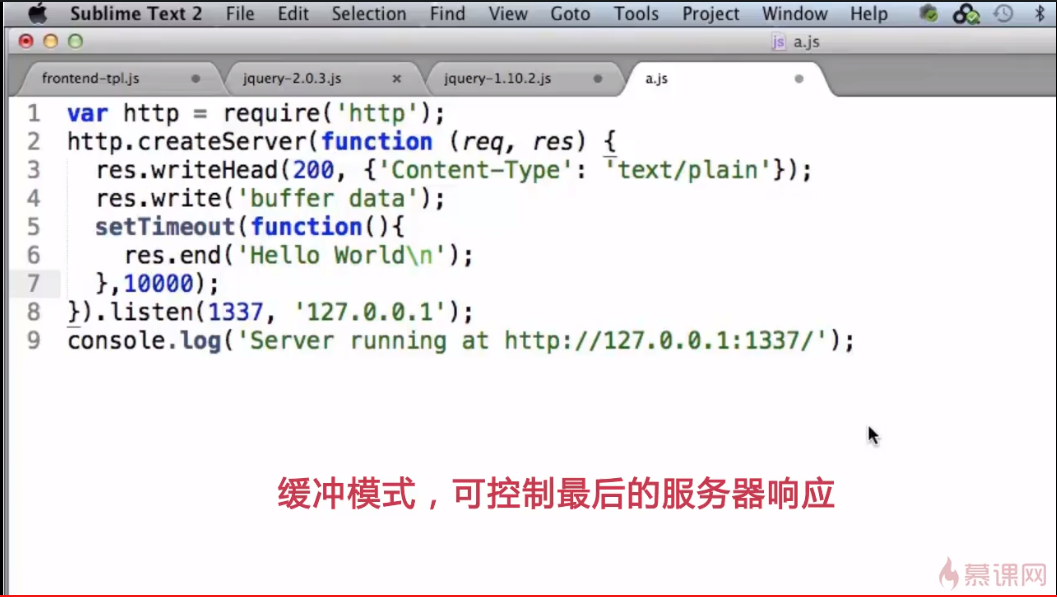 Sublime Text 2 File Edit Selection Find View Goto Tools Project Window Help
js a.js
frontend-tpl.js jquery-2.0.3.js × jquery-1.10.2.js a.js
1 var http = require('http');
2 http.createServer(function (req, res) {
3   res.writeHead(200, {'Content-Type': 'text/plain'});
4   res.write('buffer data');
5   setTimeout(function(){
6     res.end('Hello World\n');
7   },10000);
8 }).listen(1337, '127.0.0.1');
9 console.log('Server running at http://127.0.0.1:1337/');
缓冲模式，可控制最后的服务器响应
慕课网